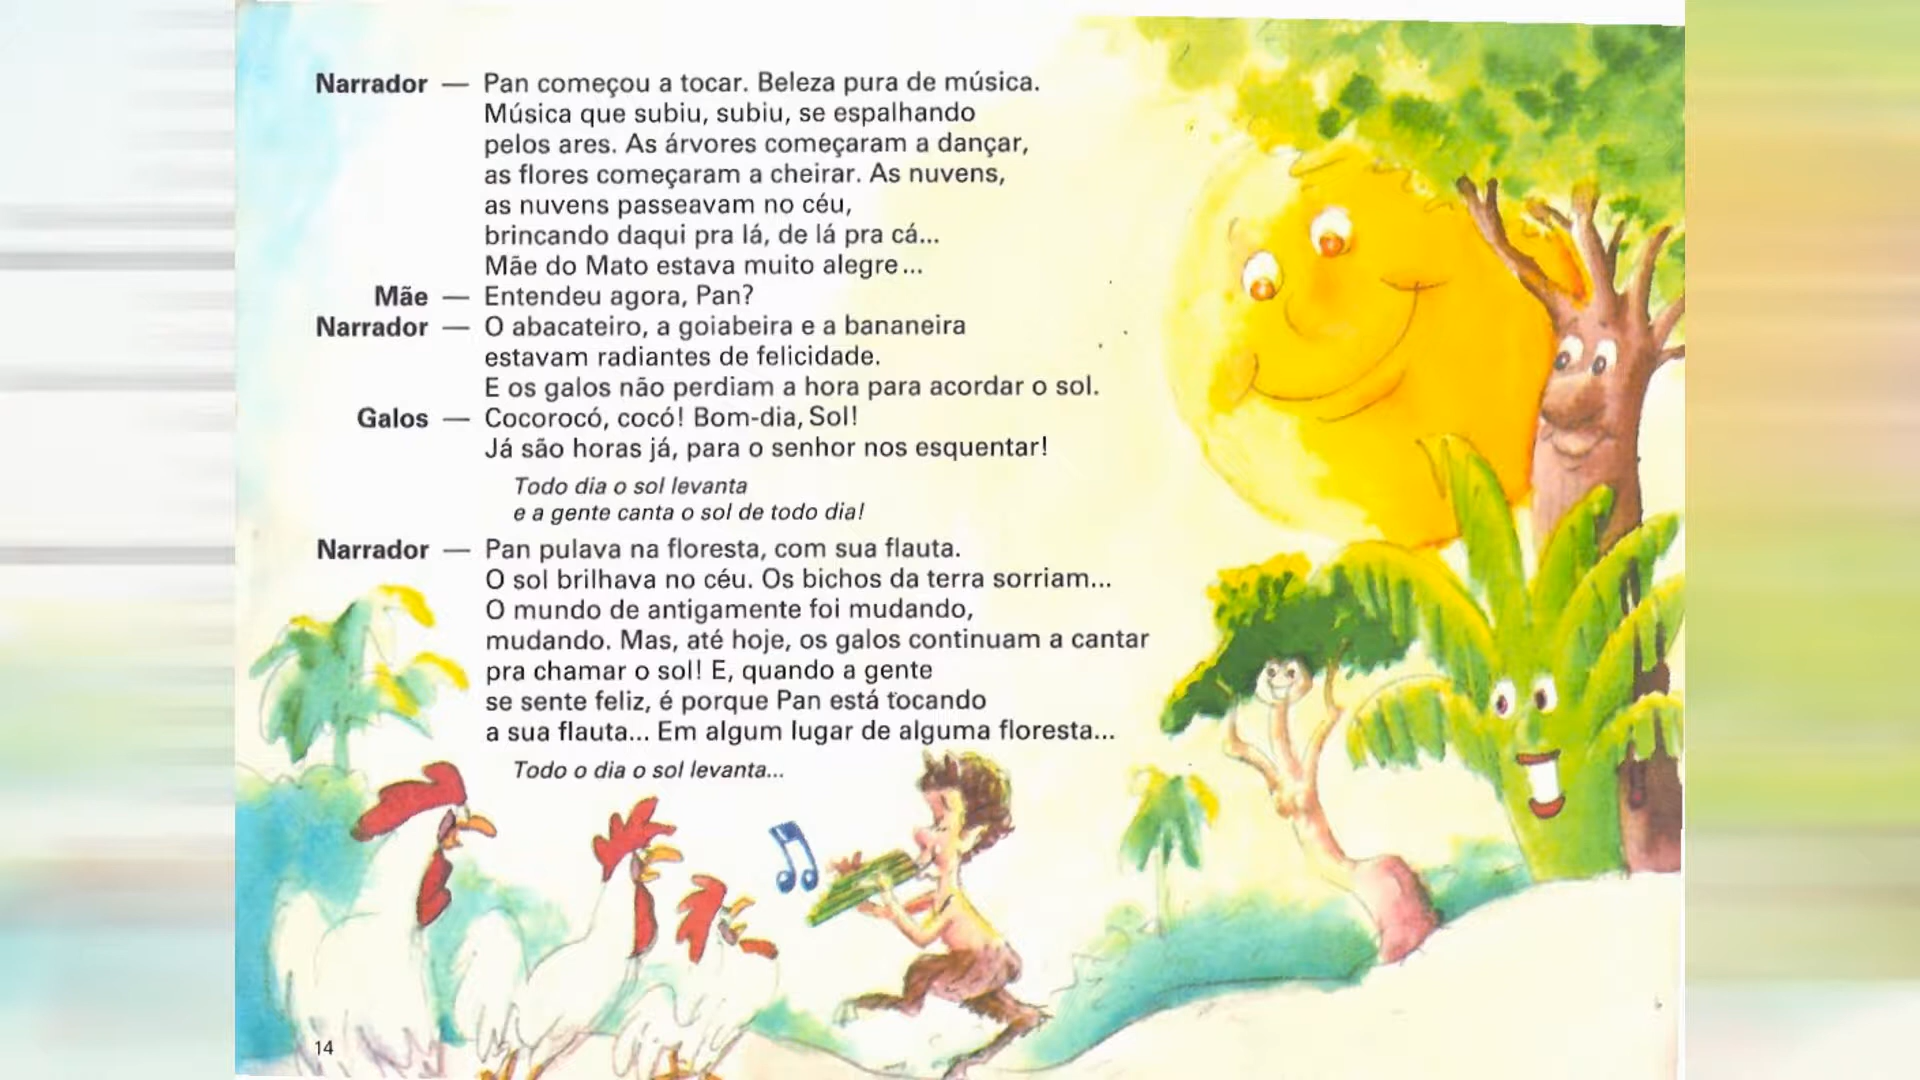 Narrador — Pan começou a tocar. Beleza pura de música.
Música que subiu, subiu, se espalhando
pelos ares. As árvores começaram a dançar,
as flores começaram a cheirar. As nuvens,
as nuvens passeavam no céu,
brincando daqui pra lá, de lá pra cá...
Mãe do Mato estava muito alegre...
Mãe — Entendeu agora, Pan?
Narrador — O abacateiro, a goiabeira e a bananeira
estavam radiantes de felicidade.
E os galos não perdiam a hora para acordar o sol.
Galos — Cocorocó, cocó! Bom-dia, Sol!
Já são horas já, para o senhor nos esquentar!
Todo dia o sol levanta
e a gente canta o sol de todo dia!
Narrador — Pan pulava na floresta, com sua flauta.
O sol brilhava no céu. Os bichos da terra sorriam...
O mundo de antigamente foi mudando,
mudando. Mas, até hoje, os galos continuam a cantar
pra chamar o sol! E, quando a gente
se sente feliz, é porque Pan está tocando
a sua flauta... Em algum lugar de alguma floresta...
Todo o dia o sol levanta...
14